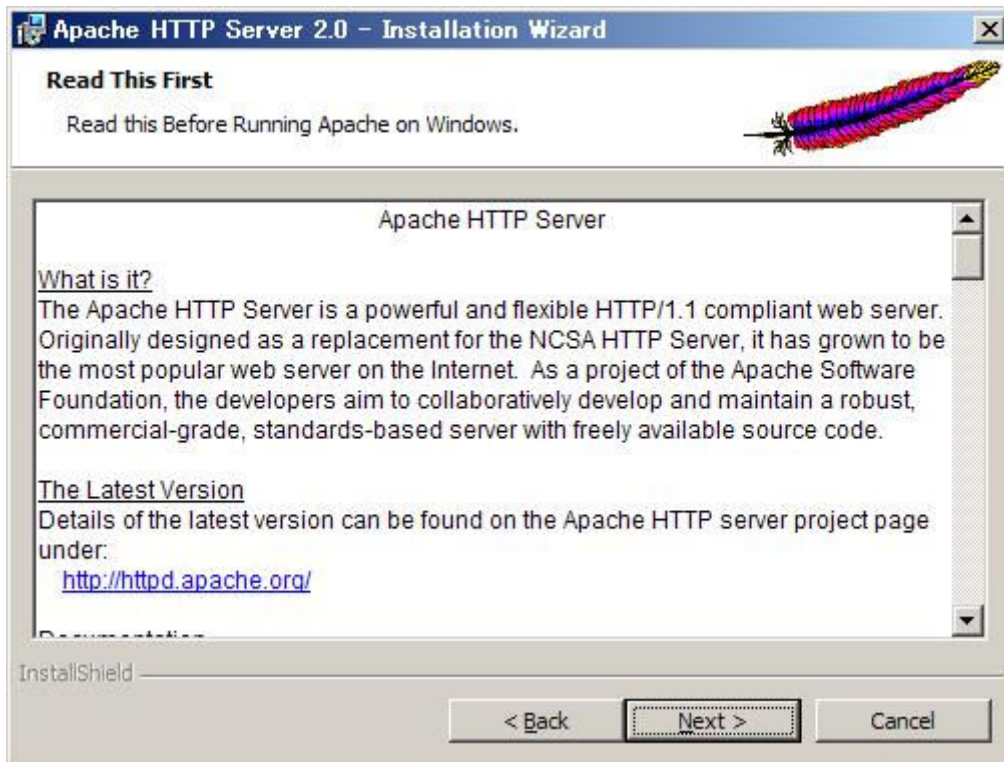 Apache HTTP Server 2.0 - Installation Wizard
Read This First
Read this Before Running Apache on Windows.
Apache HTTP Server
What is it?
The Apache HTTP Server is a powerful and flexible HTTP/1.1 compliant web server.
Originally designed as a replacement for the NCSA HTTP Server, it has grown to be
the most popular web server on the Internet.  As a project of the Apache Software
Foundation, the developers aim to collaboratively develop and maintain a robust,
commercial-grade, standards-based server with freely available source code.
The Latest Version
Details of the latest version can be found on the Apache HTTP server project page
under:
http://httpd.apache.org/
Documentation
InstallShield
< Back
Next >
Cancel